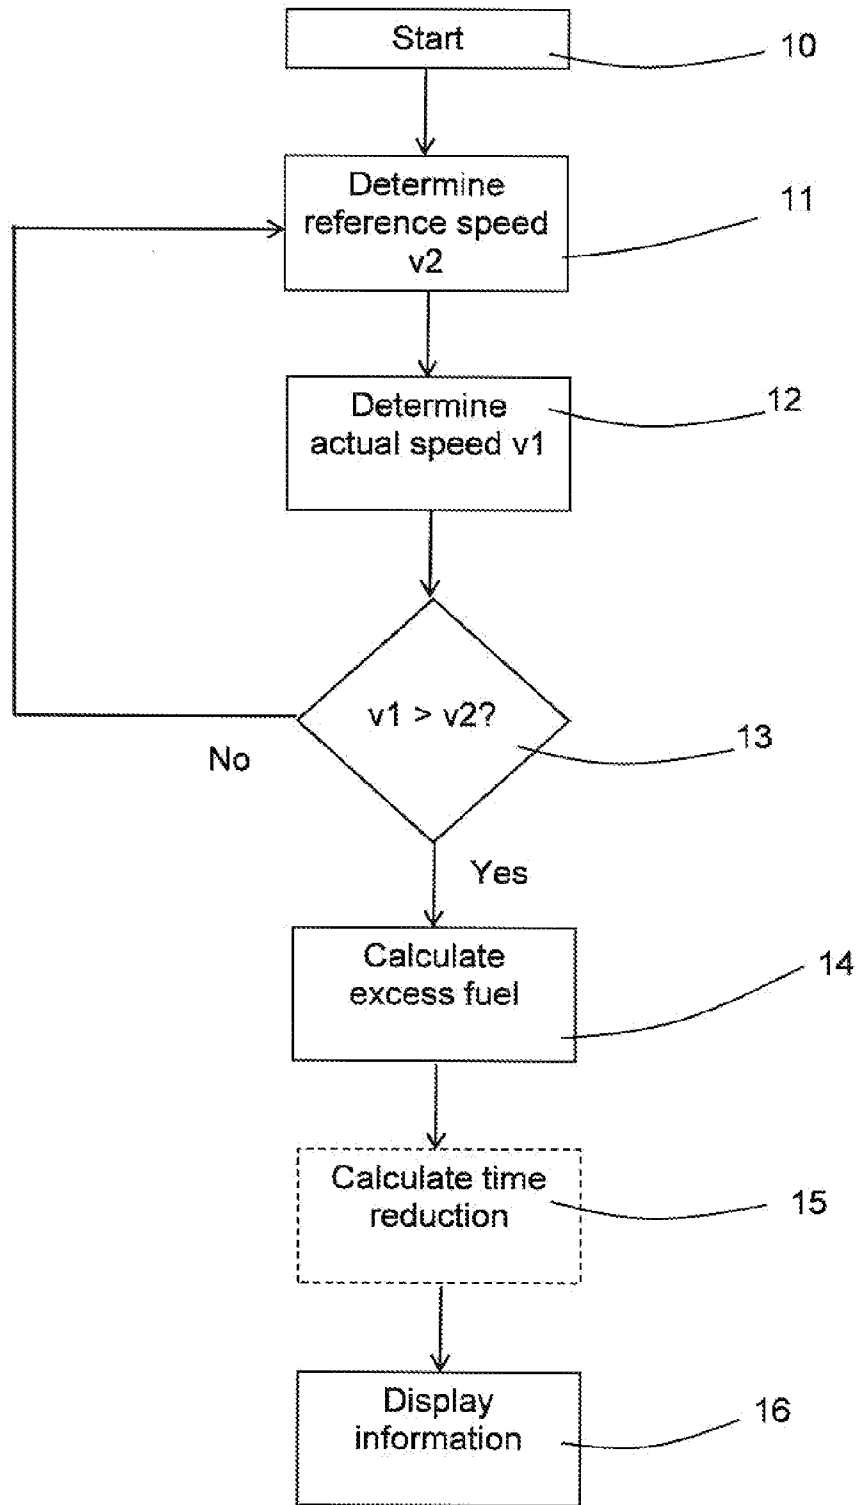 Start
10
Determine
reference speed
v2
11
Determine
actual speed v1
12
v1 > v2?
13
No
Yes
Calculate
excess fuel
14
Calculate time
reduction
15
Display
information
16